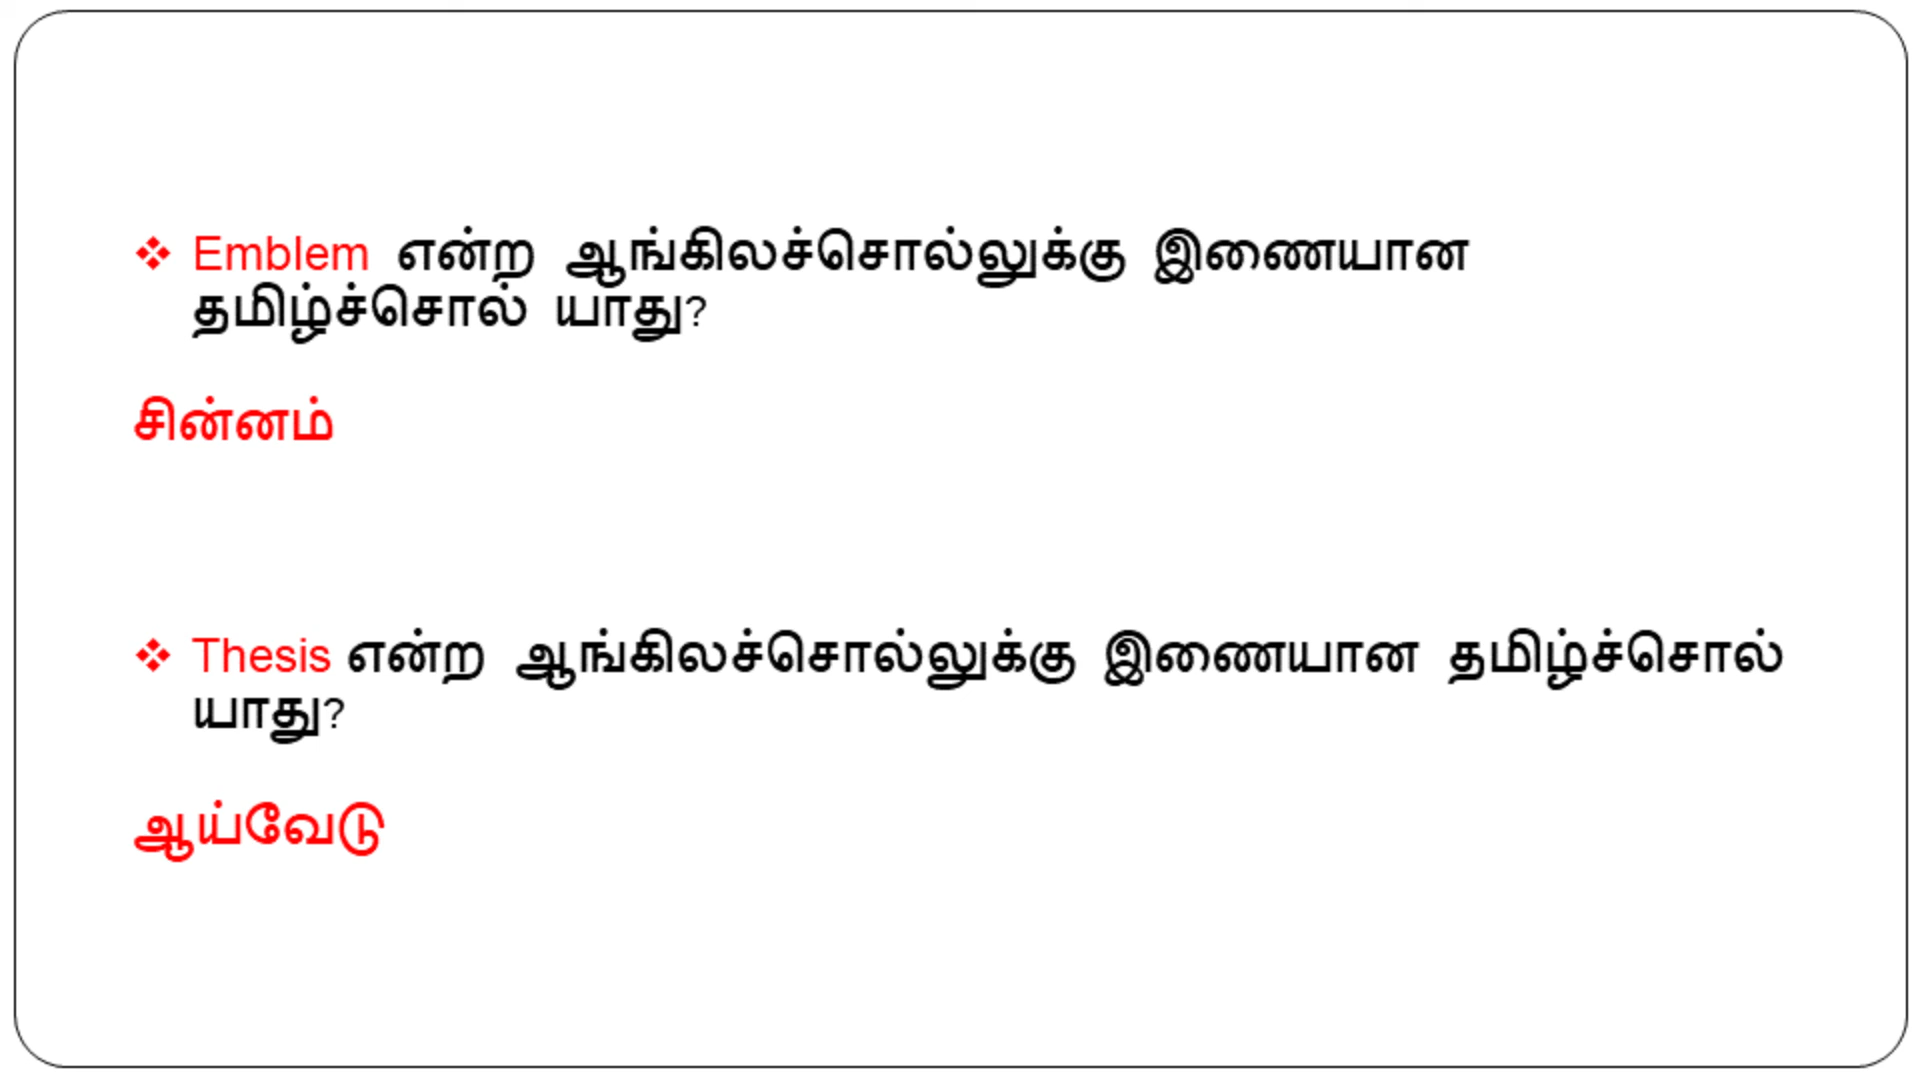 ❖ Emblem என்ற ஆங்கிலச்சொல்லுக்கு இணையான
தமிழ்ச்சொல் யாது?
சின்னம்
❖ Thesis என்ற ஆங்கிலச்சொல்லுக்கு இணையான தமிழ்ச்சொல்
யாது?
ஆய்வேடு